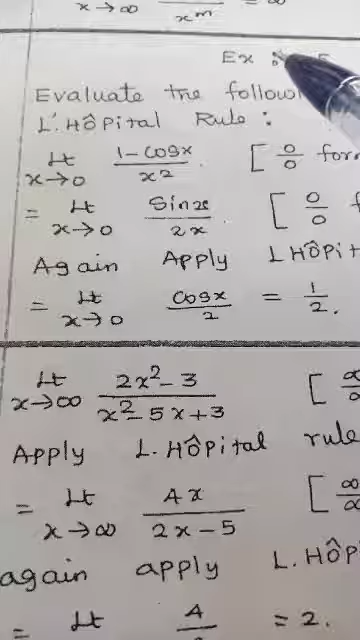 x→∞ xᵐ = ∞
Ex :
Evaluate the
L'HÔPital Rule :
Lt x→0 1-cosx / x² [ 0/0 form
= Lt x→0 sinx / 2x [ 0/0
Again Apply LHÔPit
= Lt x→0 cosx / 2 = 1/2.
Lt x→∞ 2x²-3 / x²-5x+3 [ ∞/∞
Apply L.HÔPital rule
= Lt x→∞ 4x / 2x-5 [ ∞/∞
again apply L.HÔP
= Lt 4 = 2.